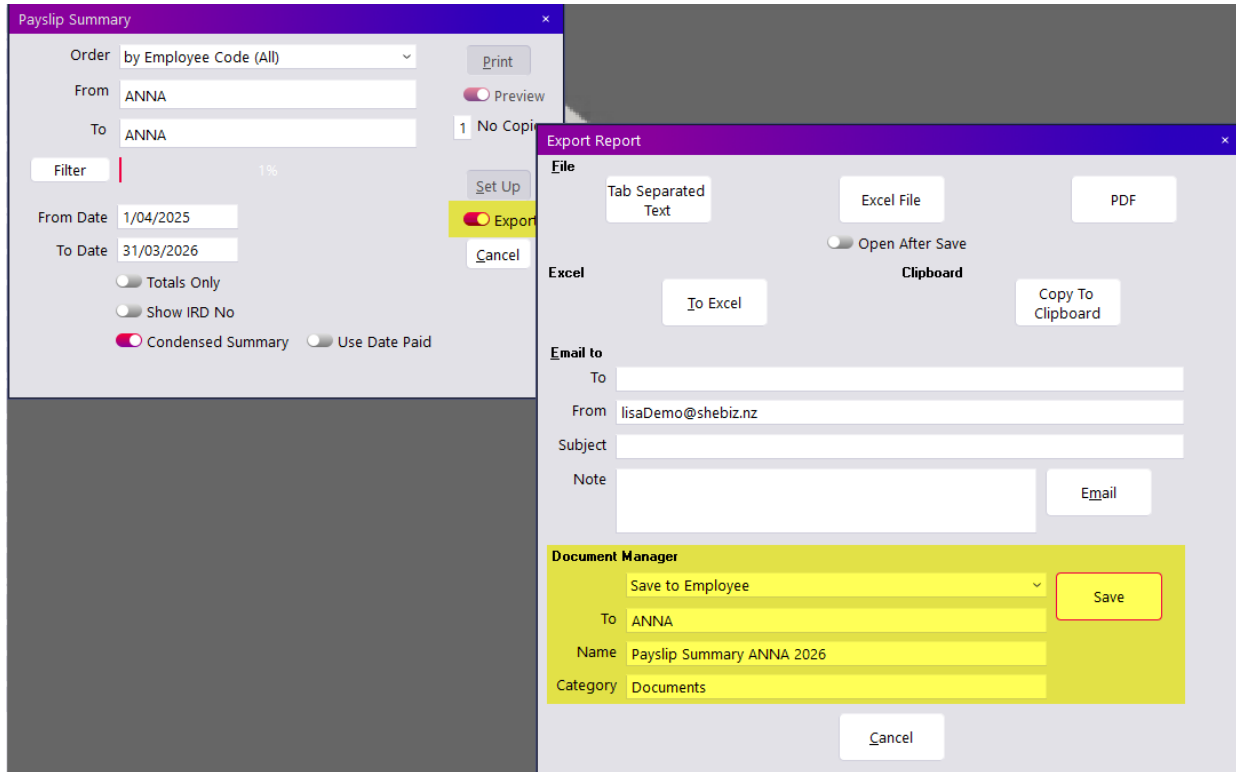 Payslip Summary ×
Order by Employee Code (All)
Print
From ANNA
Preview
To ANNA
1 No Copi
Filter 1%
Set Up
From Date 1/04/2025
Export
To Date 31/03/2026
Cancel
Totals Only
Show IRD No
Condensed Summary Use Date Paid
Export Report ×
File
Tab Separated
Text
Excel File
PDF
Open After Save
Excel
Clipboard
To Excel
Copy To
Clipboard
Email to
To
From lisaDemo@shebiz.nz
Subject
Note
Email
Document Manager
Save to Employee
Save
To ANNA
Name Payslip Summary ANNA 2026
Category Documents
Cancel